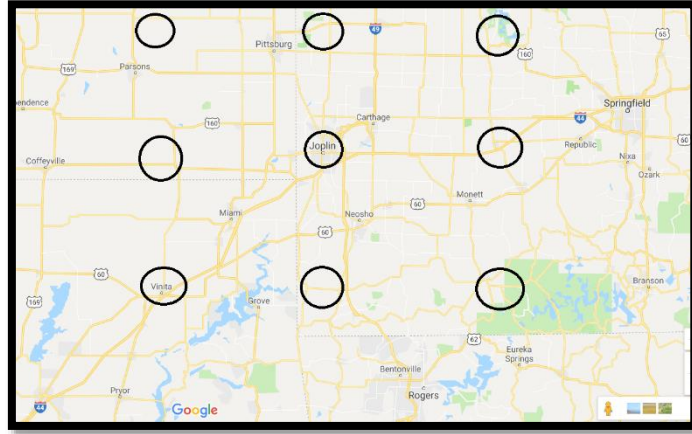 65
49
Pittsburg
160
169
Parsons
endence
Springfield
44
160
Carthage
Joplin
Republic
Coffeyville
Nixa
60
Ozark
Monett
60
Miami
Neosho
60
60
Vinita
Branson
169
Grove
62
Eureka
Springs
Bentonville
Pryor
Rogers
44
Google